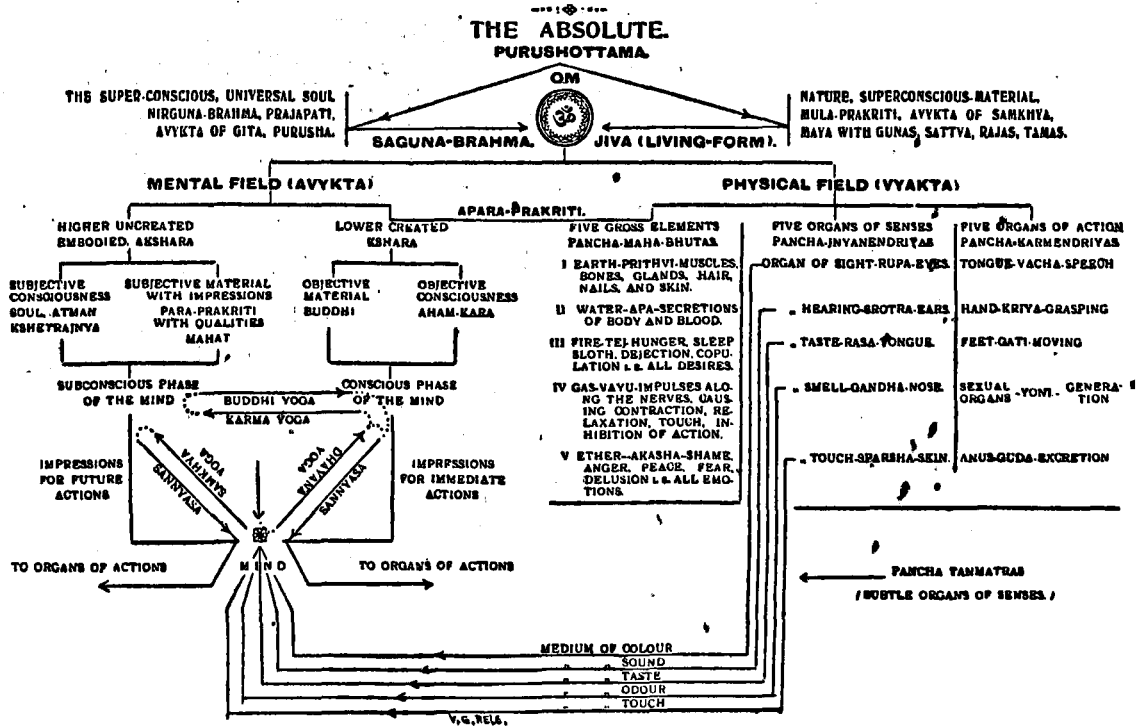 THE ABSOLUTE.
PURUSHOTTAMA.
OM
ॐ
THE SUPER-CONSCIOUS, UNIVERSAL SOUL
NIRGUNA-BRAHMA, PRAJAPATI,
AVYKTA OF GITA, PURUSHA.
NATURE, SUPERCONSCIOUS-MATERIAL,
MULA-PRAKRITI, AVYKTA OF SAMKHYA,
MAYA WITH GUNAS, SATTVA, RAJAS, TAMAS.
SAGUNA-BRAHMA.
JIVA (LIVING-FORM).
MENTAL FIELD (AVYKTA)
PHYSICAL FIELD (VYAKTA)
APARA-PRAKRITI.
HIGHER UNCREATED
EMBODIED, AKSHARA
LOWER CREATED
KSHARA
SUBJECTIVE
CONSCIOUSNESS
SOUL, ATMAN
KSHETRAJNYA
SUBJECTIVE MATERIAL
WITH IMPRESSIONS
PARA-PRAKRITI
WITH QUALITIES
MAHAT
OBJECTIVE
MATERIAL
BUDDHI
OBJECTIVE
CONSCIOUSNESS
AHAM-KARA
SUBCONSCIOUS PHASE
OF THE MIND
CONSCIOUS PHASE
OF THE MIND
BUDDHI YOGA
KARMA YOGA
SAMKHYA
YOGA
DHAYANA
YOGA
IMPRESSIONS
FOR FUTURE
ACTIONS
IMPRESSIONS
FOR IMMEDIATE
ACTIONS
TO ORGANS OF ACTIONS
MIND
TO ORGANS OF ACTIONS
FIVE GROSS ELEMENTS
PANCHA-MAHA-BHUTAS
I EARTH-PRITHVI-MUSCLES,
BONES, GLANDS, HAIR,
NAILS, AND SKIN.
II WATER-APA-SECRETIONS
OF BODY AND BLOOD.
III FIRE-TEJ-HUNGER, SLEEP
SLOTH, DEJECTION, COPU-
LATION i.e. ALL DESIRES.
IV GAS-VAYU-IMPULSES ALO-
NG THE NERVES, CAUS-
ING CONTRACTION, RE-
LAXATION, TOUCH, IN-
HIBITION OF ACTION.
V ETHER-AKASHA-SHAME,
ANGER, PEACE, FEAR,
DELUSION i.e. ALL EMO-
TIONS.
FIVE ORGANS OF SENSES
PANCHA-JNYANENDRIYAS
ORGAN OF SIGHT-RUPA-EYES.
„ HEARING-SROTRA-EARS
„ TASTE-RASA-TONGUE.
„ SMELL-GANDHA-NOSE.
„ TOUCH-SPARSHA-SKIN.
FIVE ORGANS OF ACTION
PANCHA-KARMENDRIYAS
TONGUE-VACHA-SPEECH
HAND-KRIYA-GRASPING
FEET-GATI-MOVING
SEXUAL
ORGANS -YONI- GENERA-
TION
ANUS-GUDA-EXCRETION
PANCHA TANMATRAS
(SUBTLE ORGANS OF SENSES.)
MEDIUM OF COLOUR
„ „ SOUND
„ „ TASTE
„ „ ODOUR
„ „ TOUCH
V. G. RELE.